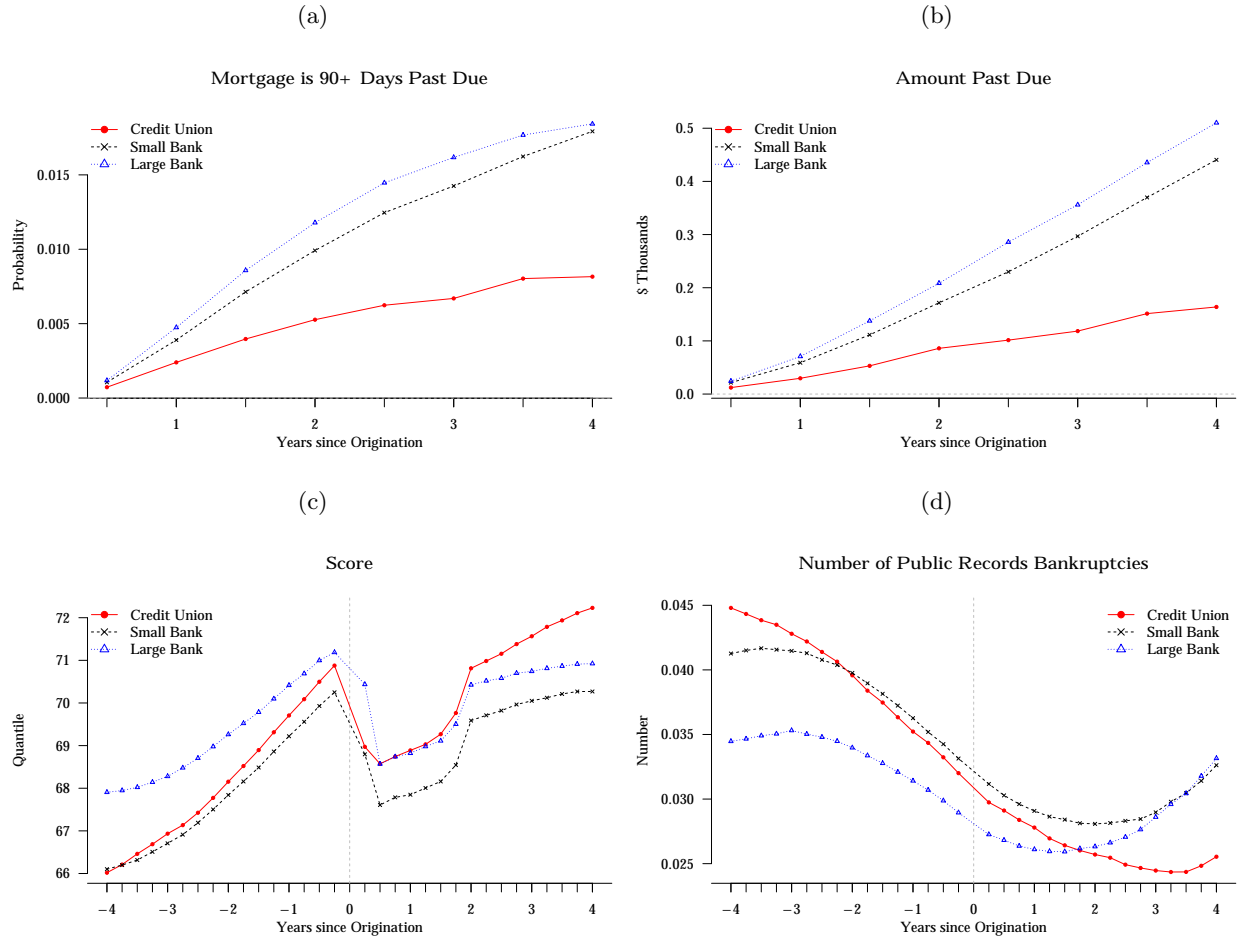 (a)
Mortgage is 90+ Days Past Due
Credit Union
Small Bank
Large Bank
Probability
0.015
0.010
0.005
0.000
1 2 3 4
Years since Origination
(b)
Amount Past Due
Credit Union
Small Bank
Large Bank
$ Thousands
0.5
0.4
0.3
0.2
0.1
0.0
1 2 3 4
Years since Origination
(c)
Score
Credit Union
Small Bank
Large Bank
Quantile
72
71
70
69
68
67
66
−4 −3 −2 −1 0 1 2 3 4
Years since Origination
(d)
Number of Public Records Bankruptcies
Credit Union
Small Bank
Large Bank
Number
0.045
0.040
0.035
0.030
0.025
−4 −3 −2 −1 0 1 2 3 4
Years since Origination